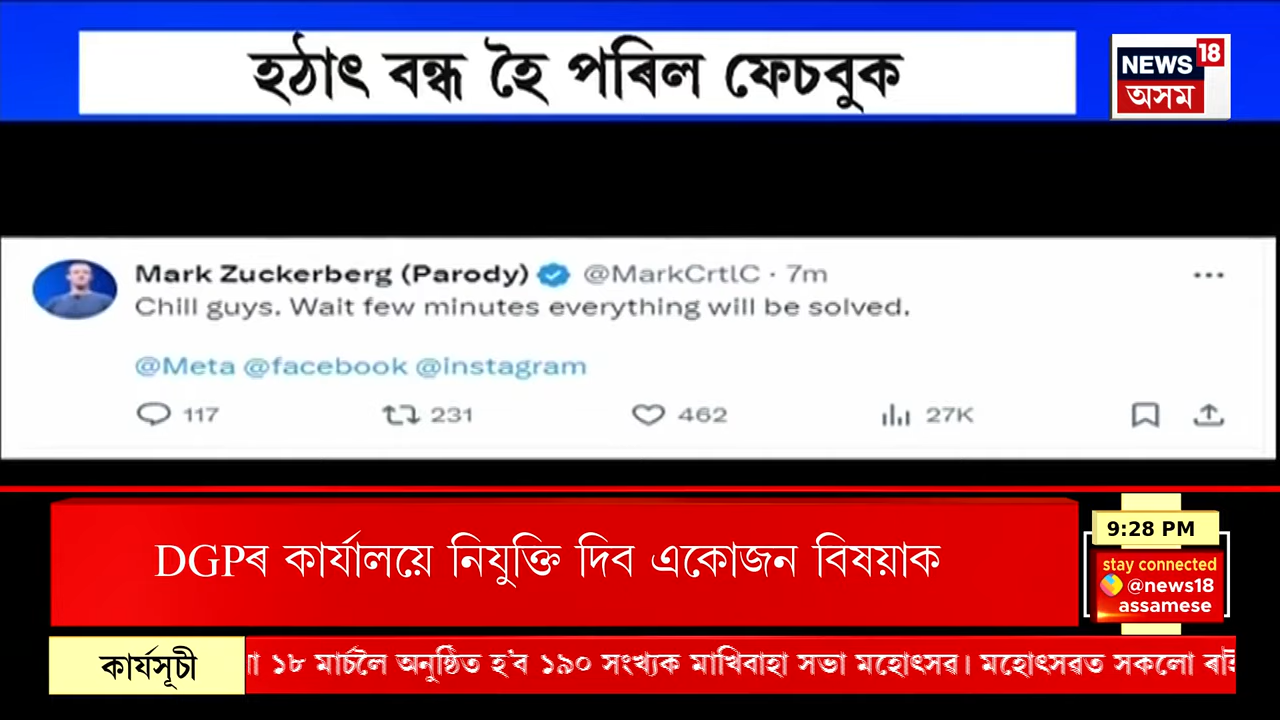 হঠাৎ বন্ধ হৈ পৰিল ফেচবুক
NEWS 18
অসম
Mark Zuckerberg (Parody) @MarkCrtlC · 7m
Chill guys. Wait few minutes everything will be solved.
@Meta @facebook @instagram
117 231 462 27K
DGPৰ কাৰ্যালয়ে নিযুক্তি দিব একোজন বিষয়াক
9:28 PM
stay connected
@news18
assamese
কাৰ্যসূচী
১৮ মাৰ্চলৈ অনুষ্ঠিত হ'ব ১৯০ সংখ্যক মাখিবাহা সভা মহোৎসৱ। মহোৎসৱত সকলো